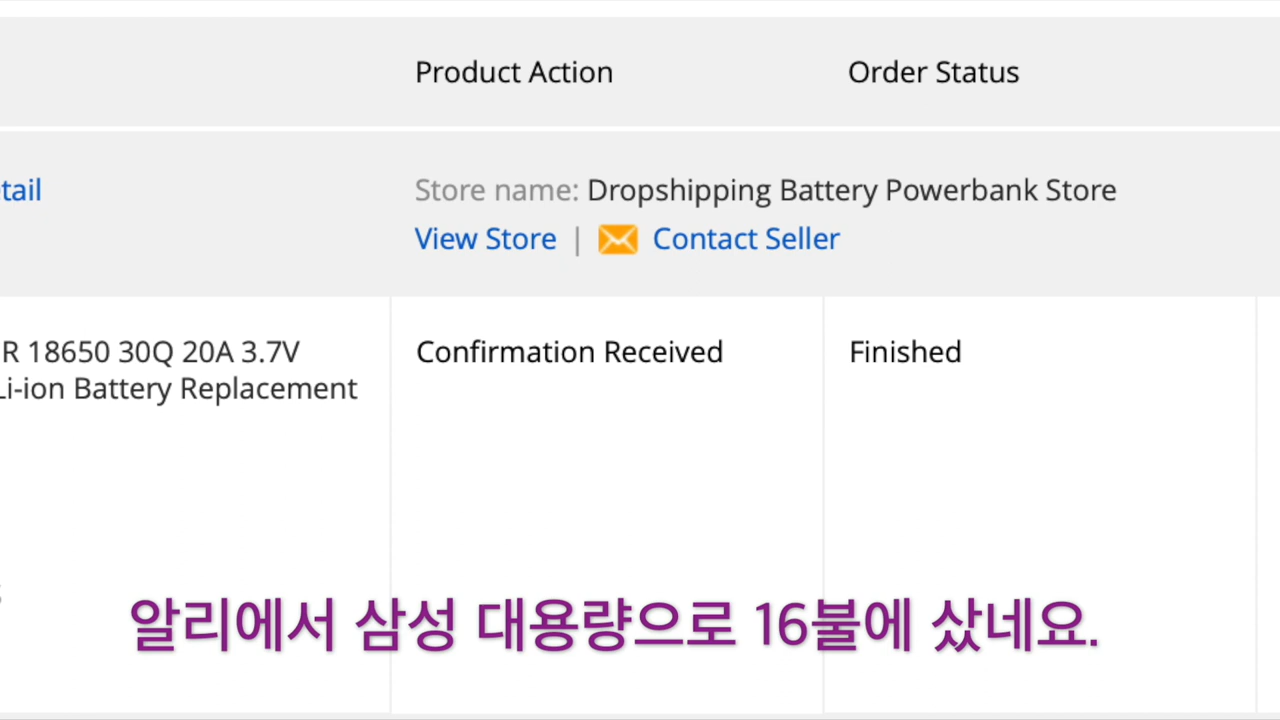 Product Action
Order Status
tail
Store name: Dropshipping Battery Powerbank Store
View Store | Contact Seller
R 18650 30Q 20A 3.7V
Li-ion Battery Replacement
Confirmation Received
Finished
알리에서 삼성 대용량으로 16불에 샀네요.